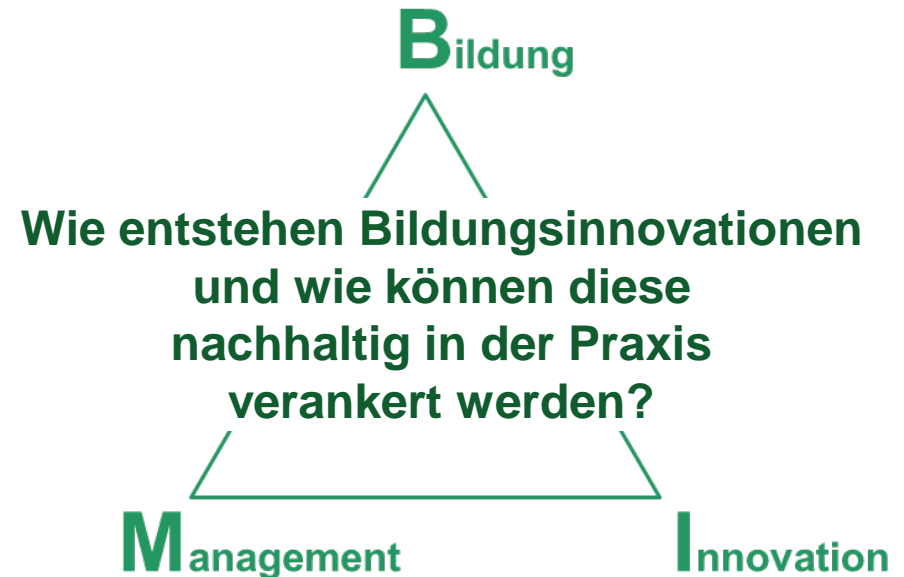 Bildung
Wie entstehen Bildungsinnovationen
und wie können diese
nachhaltig in der Praxis
verankert werden?
Management Innovation